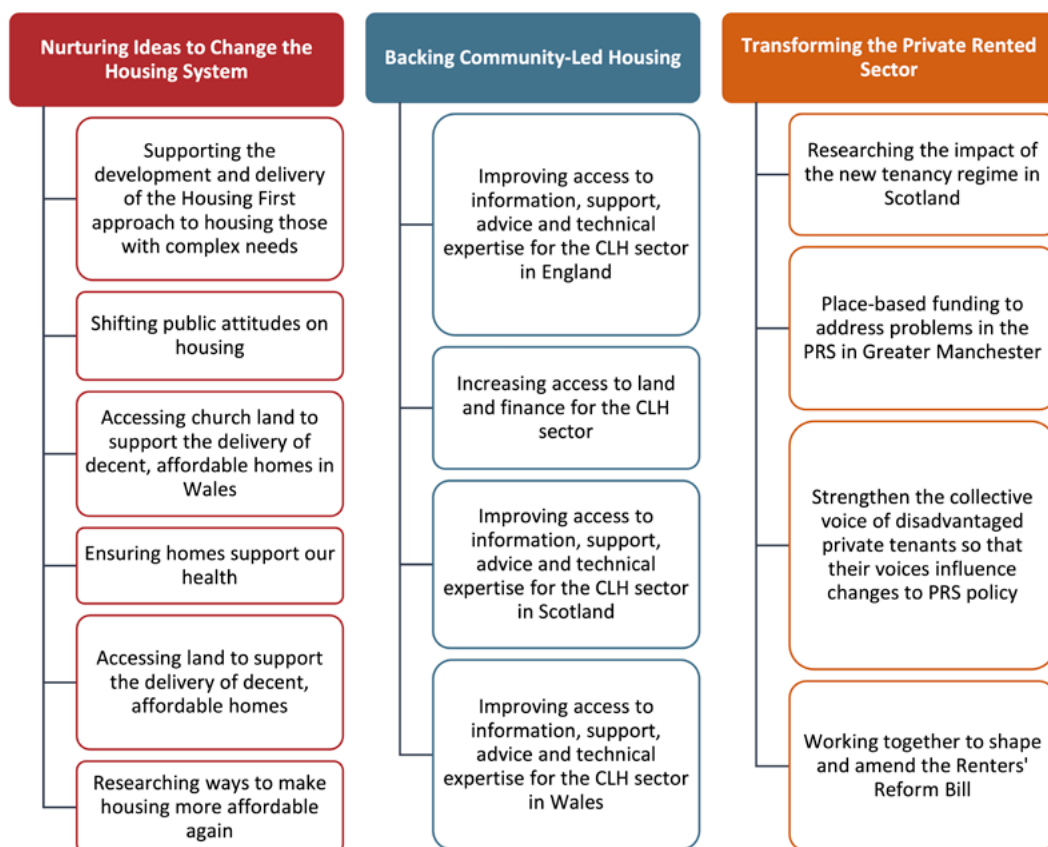 Nurturing Ideas to Change the
Housing System
Supporting the
development and delivery
of the Housing First
approach to housing those
with complex needs
Shifting public attitudes on
housing
Accessing church land to
support the delivery of
decent, affordable homes in
Wales
Ensuring homes support our
health
Accessing land to support
the delivery of decent,
affordable homes
Researching ways to make
housing more affordable
again
Backing Community-Led Housing
Improving access to
information, support,
advice and technical
expertise for the CLH sector
in England
Increasing access to land
and finance for the CLH
sector
Improving access to
information, support,
advice and technical
expertise for the CLH sector
in Scotland
Improving access to
information, support,
advice and technical
expertise for the CLH sector
in Wales
Transforming the Private Rented
Sector
Researching the impact of
the new tenancy regime in
Scotland
Place-based funding to
address problems in the
PRS in Greater Manchester
Strengthen the collective
voice of disadvantaged
private tenants so that
their voices influence
changes to PRS policy
Working together to shape
and amend the Renters'
Reform Bill